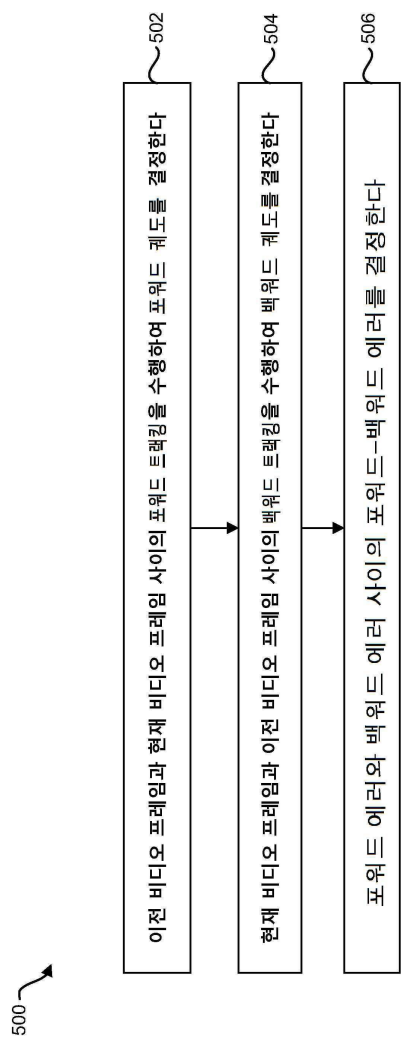 500
이전 비디오 프레임과 현재 비디오 프레임 사이의 포워드 트랙킹을 수행하여 포워드 궤도를 결정한다
502
현재 비디오 프레임과 이전 비디오 프레임 사이의 백워드 트랙킹을 수행하여 백워드 궤도를 결정한다
504
포워드 에러와 백워드 에러 사이의 포워드-백워드 에러를 결정한다
506